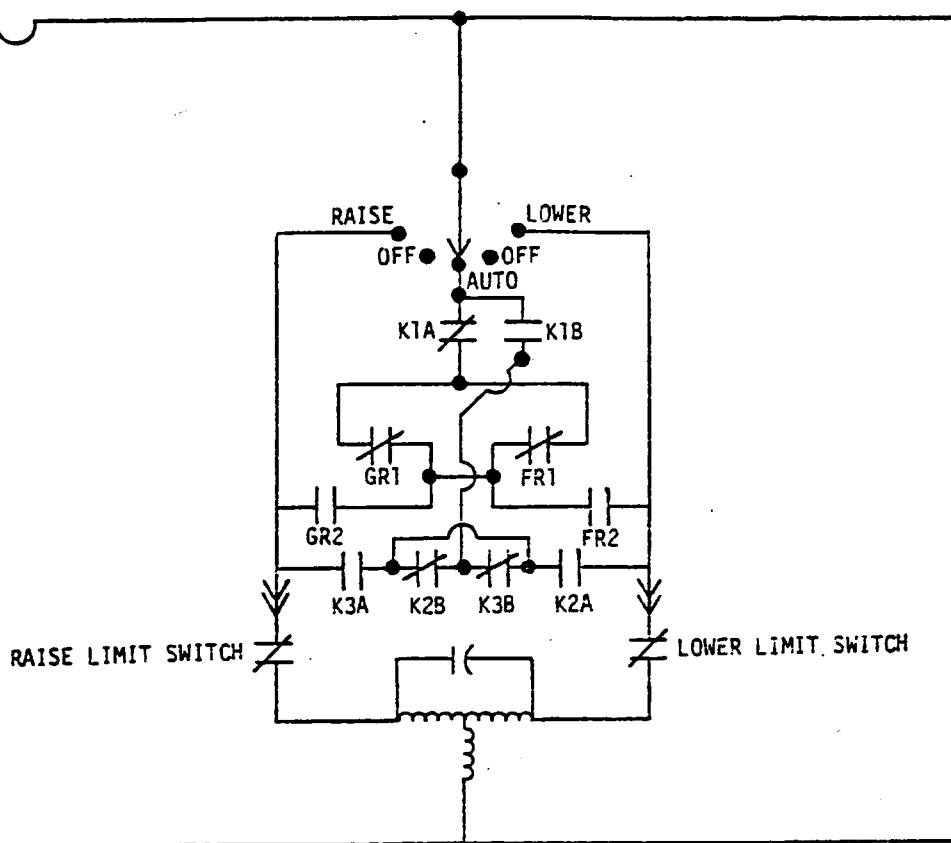 RAISE
LOWER
OFF
OFF
AUTO
K1A
K1B
GR1
FR1
GR2
FR2
K3A
K2B
K3B
K2A
RAISE LIMIT SWITCH
LOWER LIMIT SWITCH